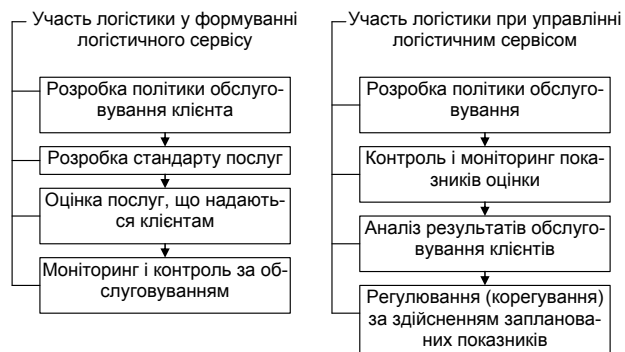 Участь логістики у формуванні
логістичного сервісу
Розробка політики обслуго-
вування клієнта
Розробка стандарту послуг
Оцінка послуг, що надають-
ся клієнтам
Моніторинг і контроль за об-
слуговуванням
Участь логістики при управлінні
логістичним сервісом
Розробка політики обслуго-
вування
Контроль і моніторинг пока-
зників оцінки
Аналіз результатів обслуго-
вування клієнтів
Регулювання (корегування)
за здійсненням запланова-
них показників